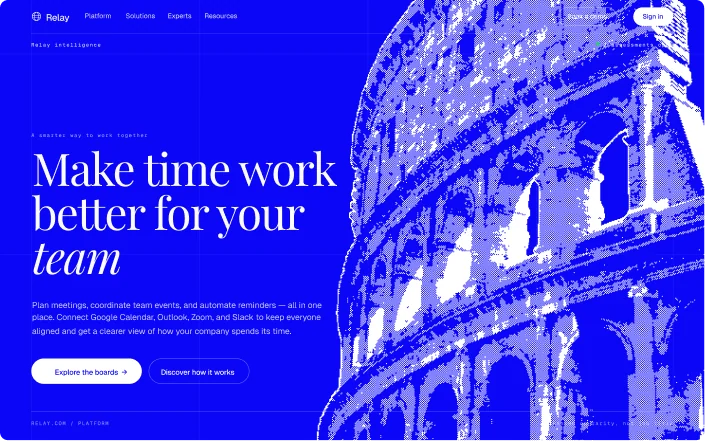 Relay
Platform
Solutions
Experts
Resources
Book a demo
Sign in
Relay intelligence
A smarter way to work together
Make time work
better for your
team
Plan meetings, coordinate team events, and automate reminders — all in one
place. Connect Google Calendar, Outlook, Zoom, and Slack to keep everyone
aligned and get a clearer view of how your company spends its time.
Explore the boards →
Discover how it works
RELAY.COM / PLATFORM